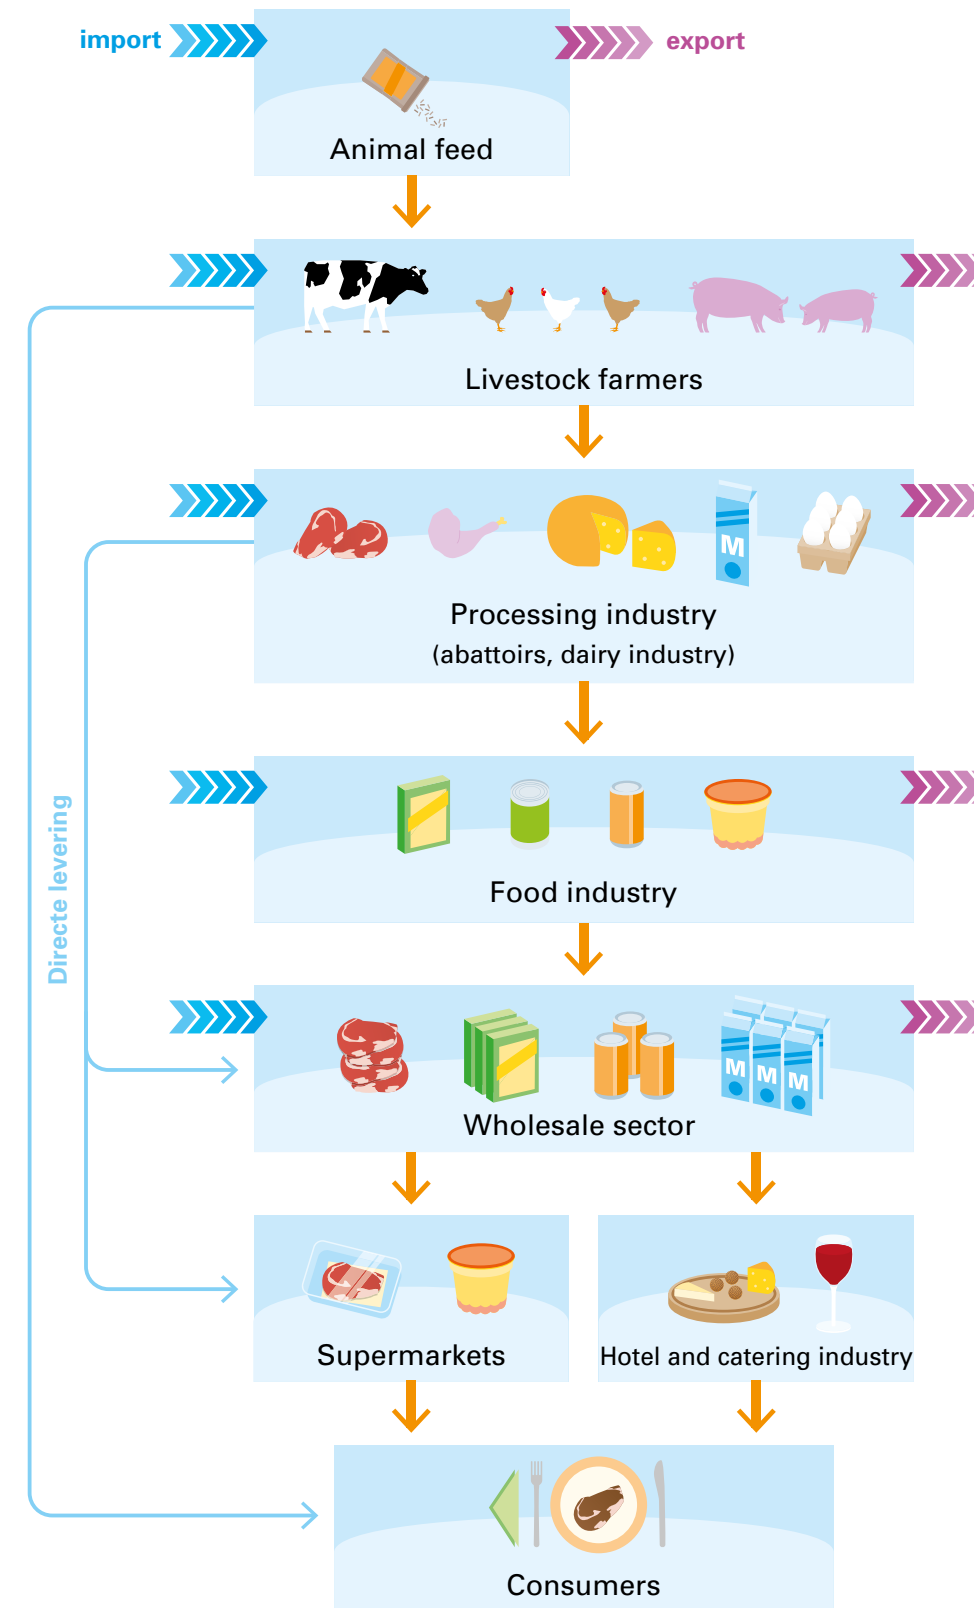 import
export
Animal feed
Livestock farmers
M
Processing industry
(abattoirs, dairy industry)
Food industry
Directe levering
M M M
Wholesale sector
Supermarkets
Hotel and catering industry
Consumers